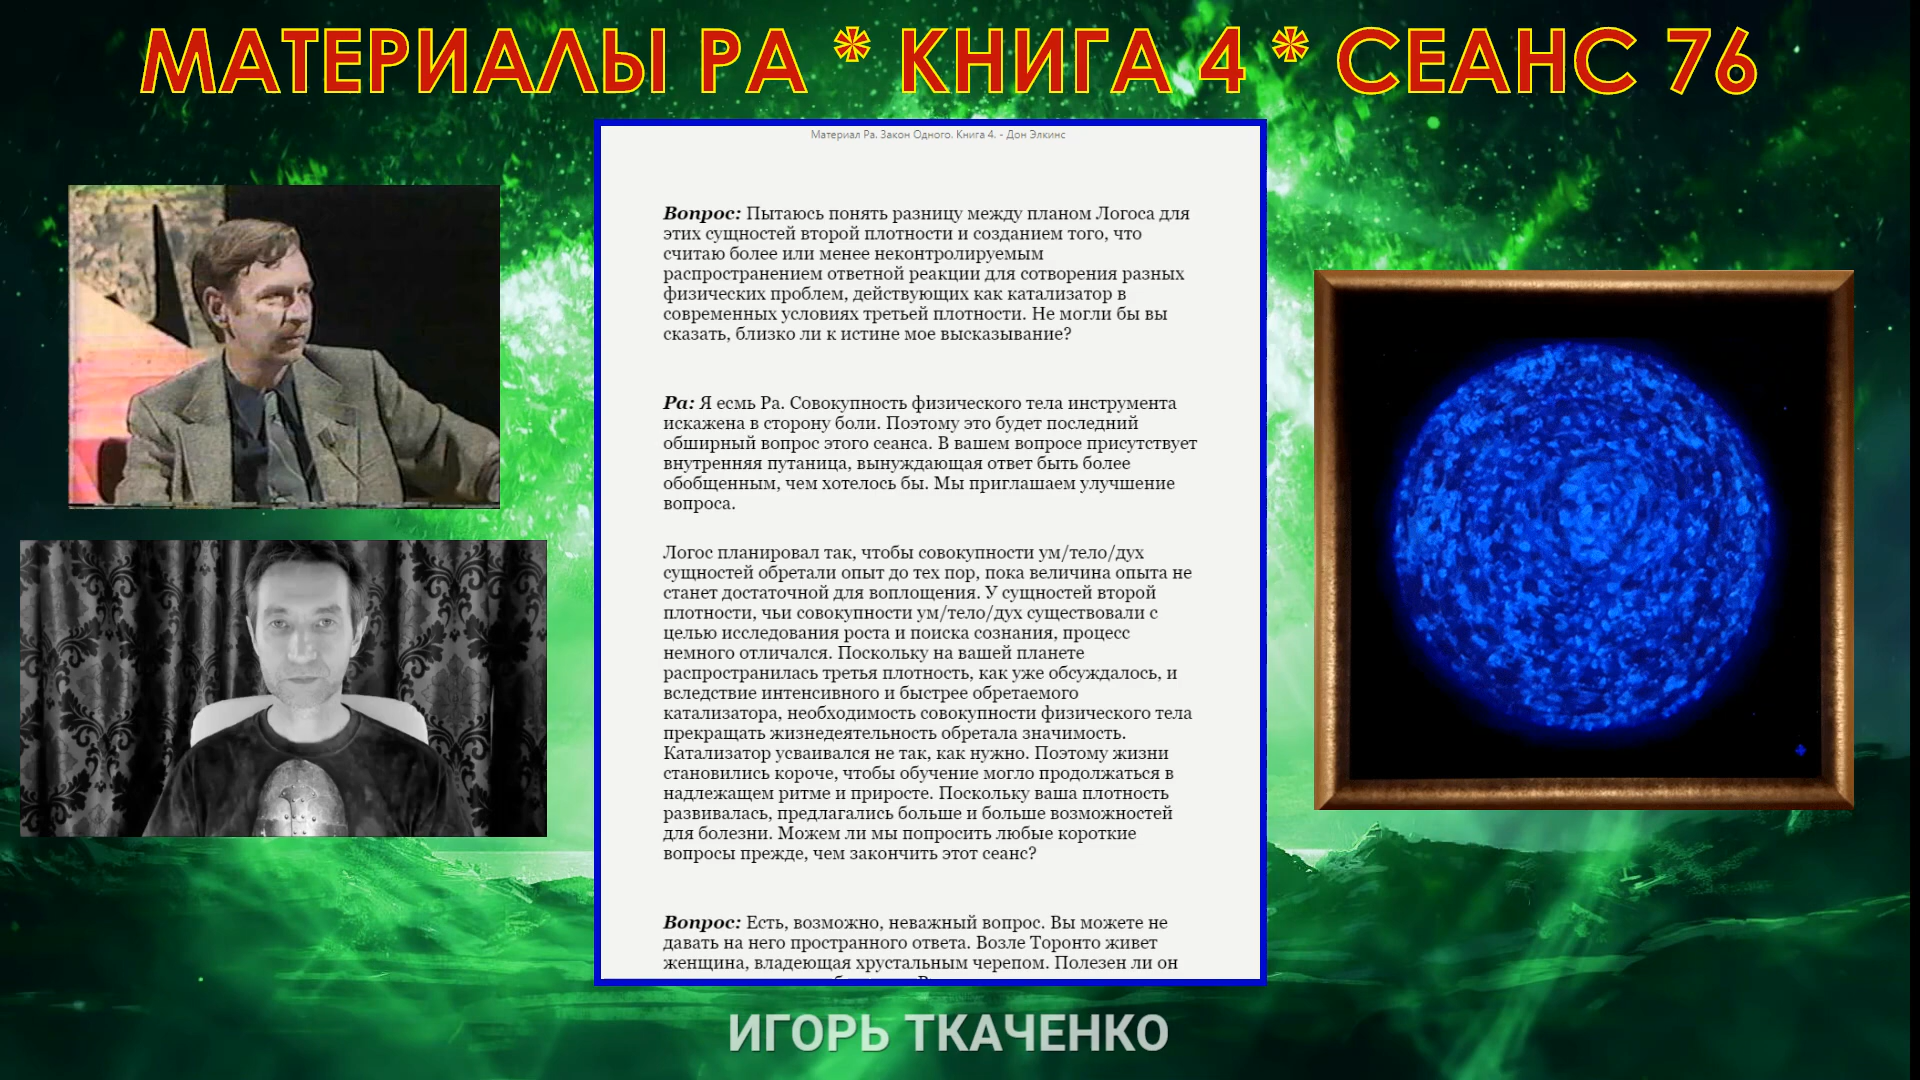 МАТЕРИАЛЫ РА * КНИГА 4 * СЕАНС 76
Материал Ра. Закон Одного. Книга 4. - Дон Элкинс
Вопрос: Пытаюсь понять разницу между планом Логоса для
этих сущностей второй плотности и созданием того, что
считаю более или менее неконтролируемым
распространением ответной реакции для сотворения разных
физических проблем, действующих как катализатор в
современных условиях третьей плотности. Не могли бы вы
сказать, близко ли к истине мое высказывание?
Ра: Я есмь Ра. Совокупность физического тела инструмента
искажена в сторону боли. Поэтому это будет последний
обширный вопрос этого сеанса. В вашем вопросе присутствует
внутренняя путаница, вынуждающая ответ быть более
обобщенным, чем хотелось бы. Мы приглашаем улучшение
вопроса.
Логос планировал так, чтобы совокупности ум/тело/дух
сущностей обретали опыт до тех пор, пока величина опыта не
станет достаточной для воплощения. У сущностей второй
плотности, чьи совокупности ум/тело/дух существовали с
целью исследования роста и поиска сознания, процесс
немного отличался. Поскольку на вашей планете
распространилась третья плотность, как уже обсуждалось, и
вследствие интенсивного и быстрее обретаемого
катализатора, необходимость совокупности физического тела
прекращать жизнедеятельность обретала значимость.
Катализатор усваивался не так, как нужно. Поэтому жизни
становились короче, чтобы обучение могло продолжаться в
надлежащем ритме и приросте. Поскольку ваша плотность
развивалась, предлагались больше и больше возможностей
для болезни. Можем ли мы попросить любые короткие
вопросы прежде, чем закончить этот сеанс?
Вопрос: Есть, возможно, неважный вопрос. Вы можете не
давать на него пространного ответа. Возле Торонто живет
женщина, владеющая хрустальным черепом. Полезен ли он
ИГОРЬ ТКАЧЕНКО